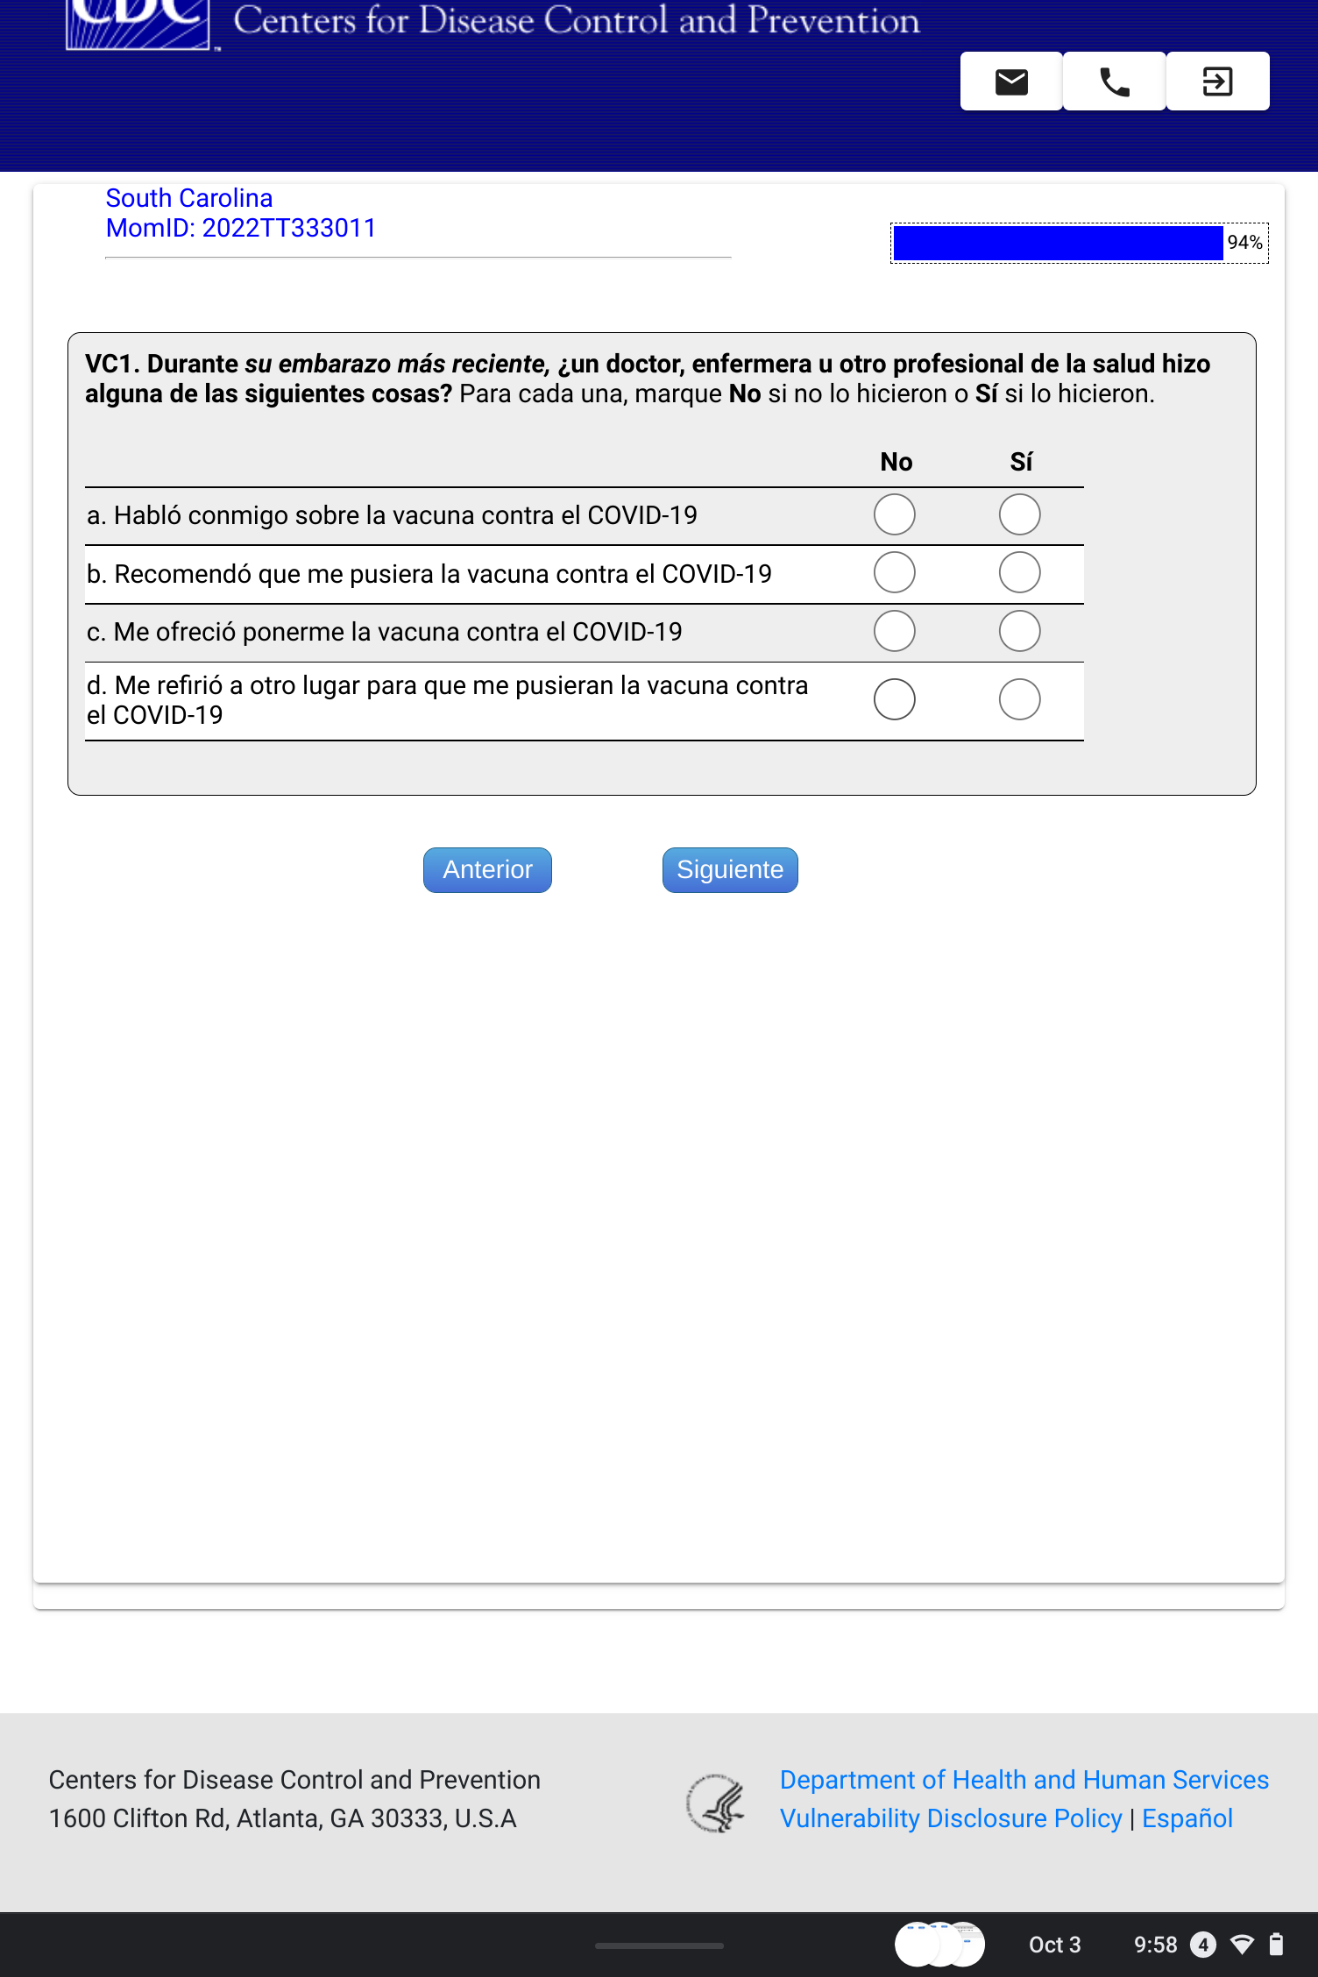 CDC Centers for Disease Control and Prevention
South Carolina
MomID: 2022TT333011
94%
VC1. Durante su embarazo más reciente, ¿un doctor, enfermera u otro profesional de la salud hizo
alguna de las siguientes cosas? Para cada una, marque No si no lo hicieron o Sí si lo hicieron.
No Sí
a. Habló conmigo sobre la vacuna contra el COVID-19
b. Recomendó que me pusiera la vacuna contra el COVID-19
c. Me ofreció ponerme la vacuna contra el COVID-19
d. Me refirió a otro lugar para que me pusieran la vacuna contra
el COVID-19
Anterior Siguiente
Centers for Disease Control and Prevention
1600 Clifton Rd, Atlanta, GA 30333, U.S.A
Department of Health and Human Services
Vulnerability Disclosure Policy | Español
Oct 3 9:58 4